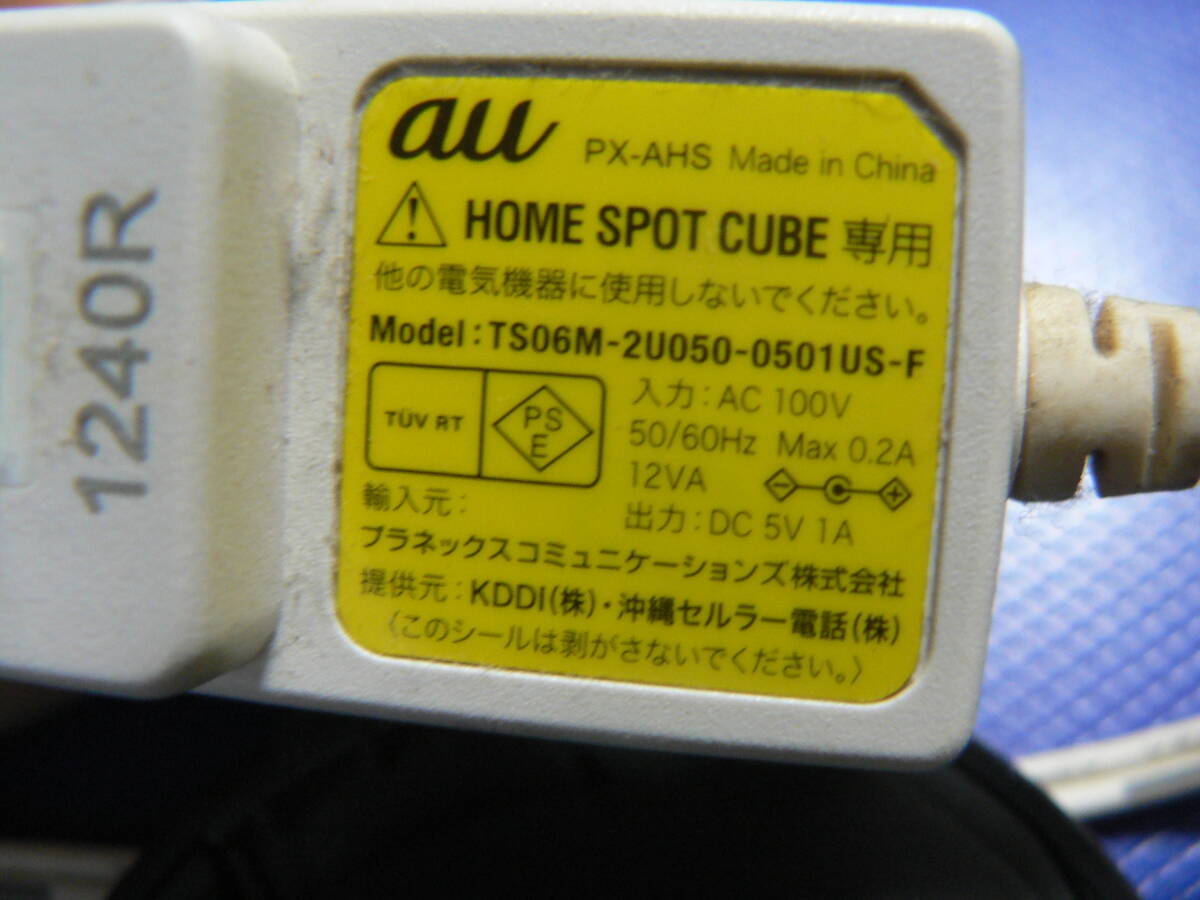 1240R
au PX-AHS Made in China
HOME SPOT CUBE 専用
他の電気機器に使用しないでください。
Model : TS06M-2U050-0501US-F
TÜV RT
PS
E
入力 : AC 100V
50/60Hz Max 0.2A
12VA
出力 : DC 5V 1A
輸入元 :
プラネックスコミュニケーションズ株式会社
提供元 : KDDI(株)・沖縄セルラー電話(株)
〈このシールは剥がさないでください。〉